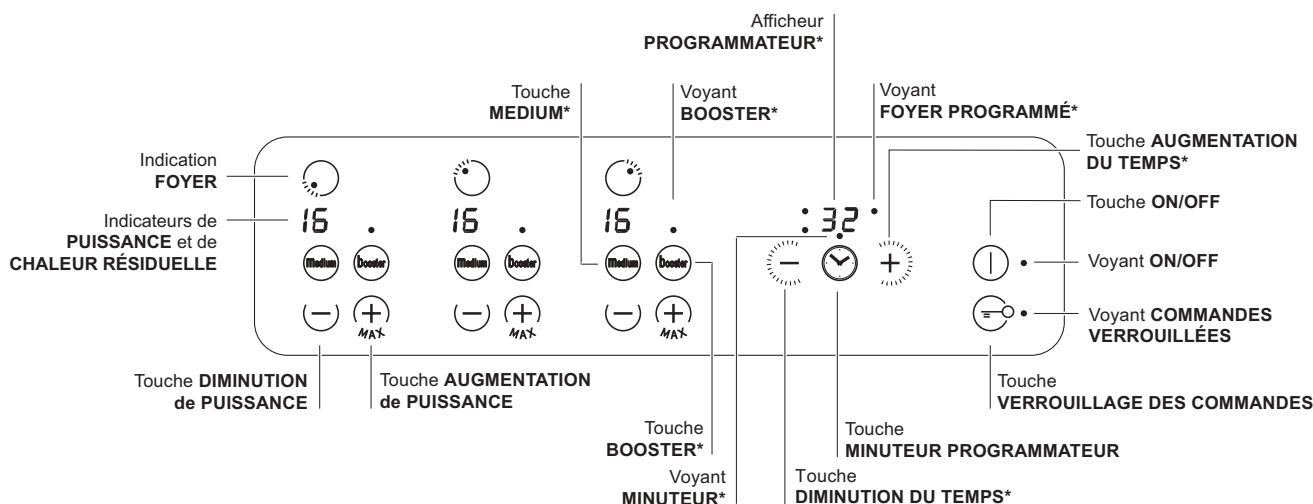 Afficheur
PROGRAMMATEUR*
Touche
MEDIUM*
Voyant
BOOSTER*
Voyant
FOYER PROGRAMMÉ*
Touche AUGMENTATION
DU TEMPS*
Indication
FOYER
Touche ON/OFF
Indicateurs de
PUISSANCE et de
CHALEUR RÉSIDUELLE
16 16 16 32
Medium booster Medium booster Medium booster
Voyant ON/OFF
MAX MAX MAX
Voyant COMMANDES
VERROUILLÉES
Touche DIMINUTION
de PUISSANCE
Touche AUGMENTATION
de PUISSANCE
Touche
VERROUILLAGE DES COMMANDES
Touche
BOOSTER*
Touche
MINUTEUR PROGRAMMATEUR
Voyant
MINUTEUR*
Touche
DIMINUTION DU TEMPS*